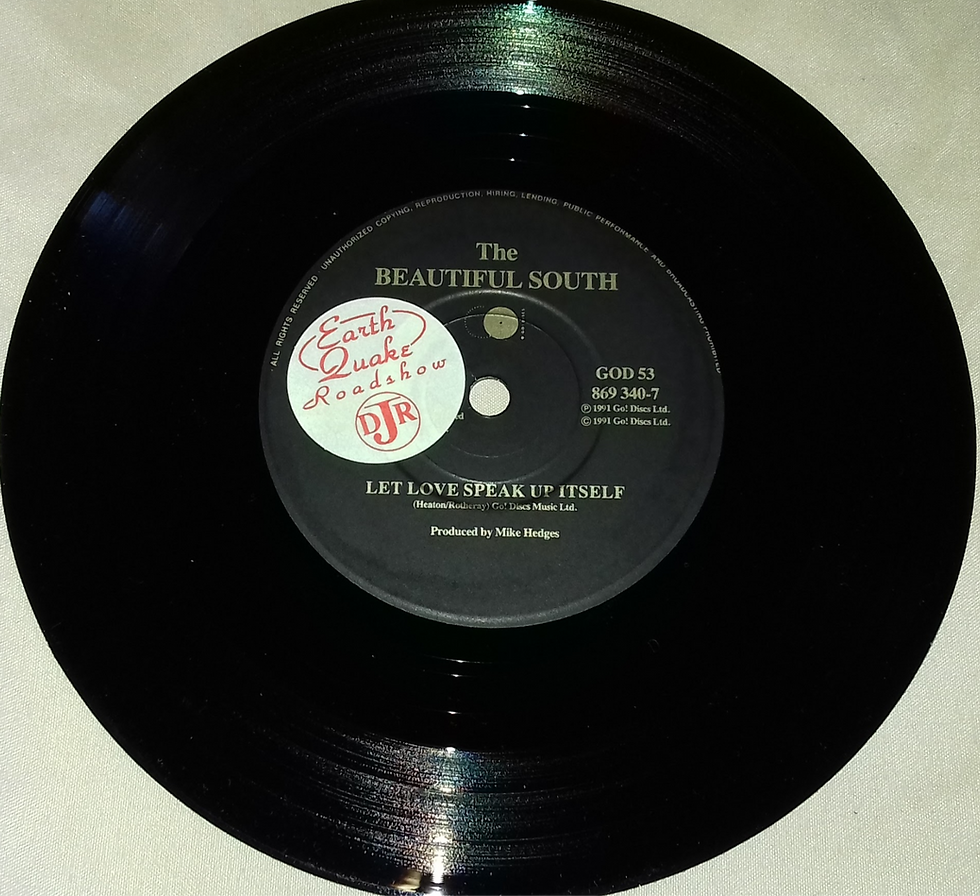 ALL RIGHTS RESERVED . UNAUTHORIZED COPYING, REPRODUCTION, HIRING, LENDING, PUBLIC PERFORMANCE AND BROADCASTING PROHIBITED
The
BEAUTIFUL SOUTH
Earth
Quake
Roadshow
DJR
GOD 53
869 340-7
℗ 1991 Go! Discs Ltd.
© 1991 Go! Discs Ltd.
LET LOVE SPEAK UP ITSELF
(Heaton/Rotheray) Go! Discs Music Ltd.
Produced by Mike Hedges